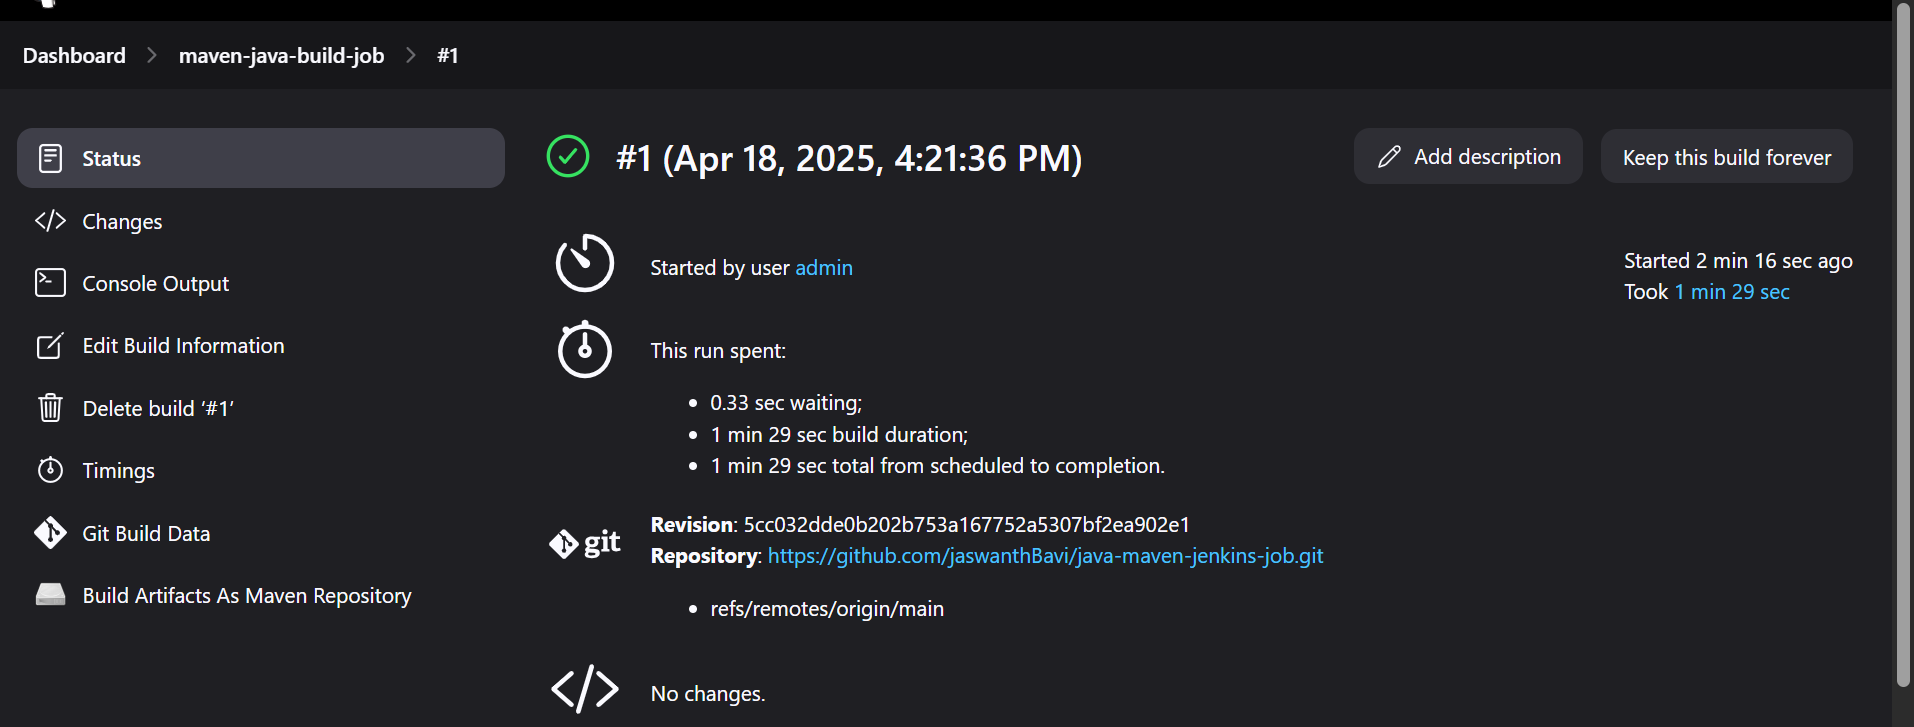 Dashboard > maven-java-build-job > #1
Status
Changes
Console Output
Edit Build Information
Delete build ‘#1’
Timings
Git Build Data
Build Artifacts As Maven Repository
#1 (Apr 18, 2025, 4:21:36 PM)
Add description
Keep this build forever
Started by user admin
Started 2 min 16 sec ago
Took 1 min 29 sec
This run spent:
• 0.33 sec waiting;
• 1 min 29 sec build duration;
• 1 min 29 sec total from scheduled to completion.
git
Revision: 5cc032dde0b202b753a167752a5307bf2ea902e1
Repository: https://github.com/jaswanthBavi/java-maven-jenkins-job.git
• refs/remotes/origin/main
No changes.